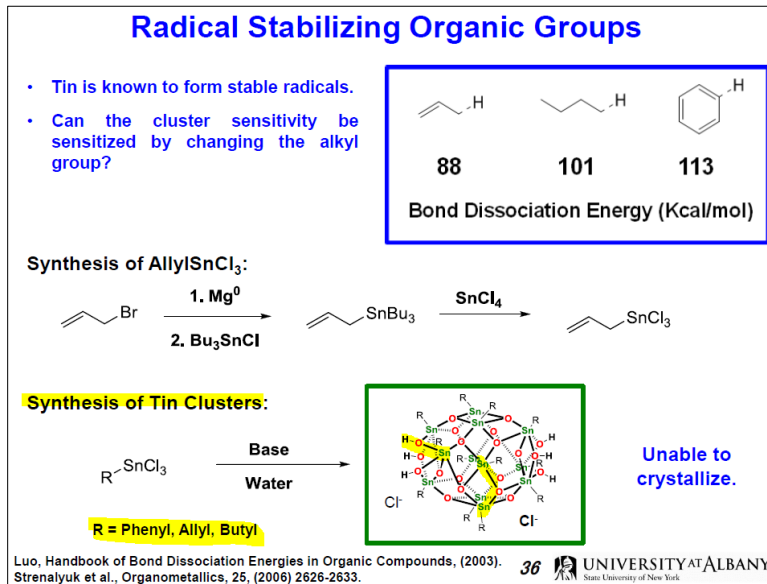 Radical Stabilizing Organic Groups
• Tin is known to form stable radicals.
• Can the cluster sensitivity be
sensitized by changing the alkyl
group?
H H H
88 101 113
Bond Dissociation Energy (Kcal/mol)
Synthesis of AllylSnCl₃:
Br
1. Mg⁰
2. Bu₃SnCl
SnBu₃
SnCl₄
SnCl₃
Synthesis of Tin Clusters:
R SnCl₃
Base
Water
R = Phenyl, Allyl, Butyl
Cl⁻
Cl⁻
Unable to
crystallize.
Luo, Handbook of Bond Dissociation Energies in Organic Compounds, (2003).
Strenalyuk et al., Organometallics, 25, (2006) 2626-2633.
36
UNIVERSITY AT ALBANY
State University of New York